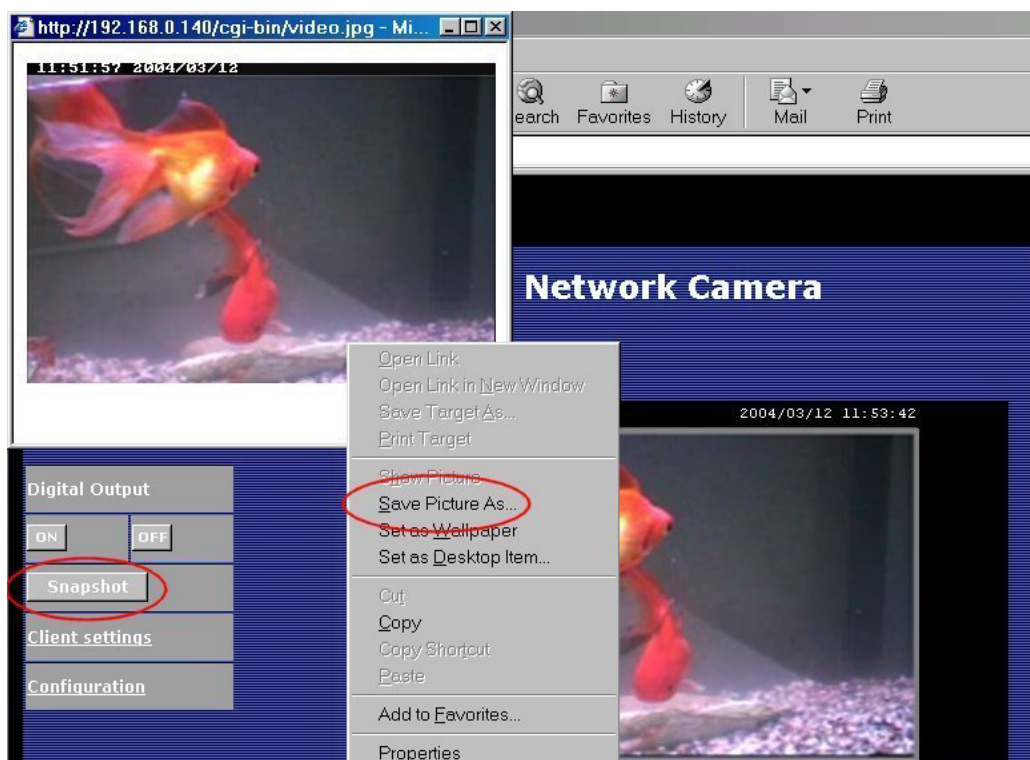 http://192.168.0.140/cgi-bin/video.jpg - Mi...
11:51:57 2004/03/12
earch Favorites History Mail Print
Network Camera
2004/03/12 11:53:42
Open Link
Open Link in New Window
Save Target As...
Print Target
Show Picture
Save Picture As...
Set as Wallpaper
Set as Desktop Item...
Cut
Copy
Copy Shortcut
Paste
Add to Favorites...
Properties
Digital Output
ON OFF
Snapshot
Client settings
Configuration